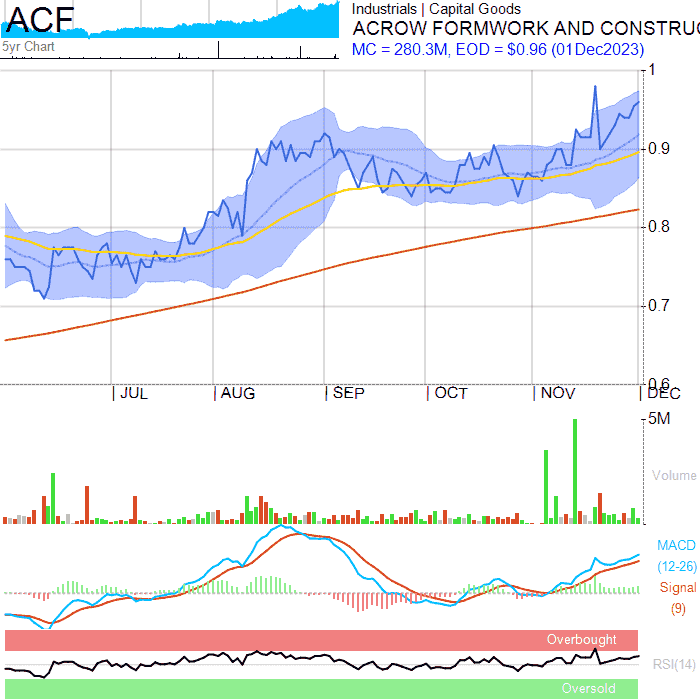 ACF
5yr Chart
Industrials | Capital Goods
ACROW FORMWORK AND CONSTRUC
MC = 280.3M, EOD = $0.96 (01Dec2023)
1
0.9
0.8
0.7
0.6
JUL AUG SEP OCT NOV DEC
5M
Volume
MACD
(12-26)
Signal
(9)
Overbought
RSI(14)
Oversold